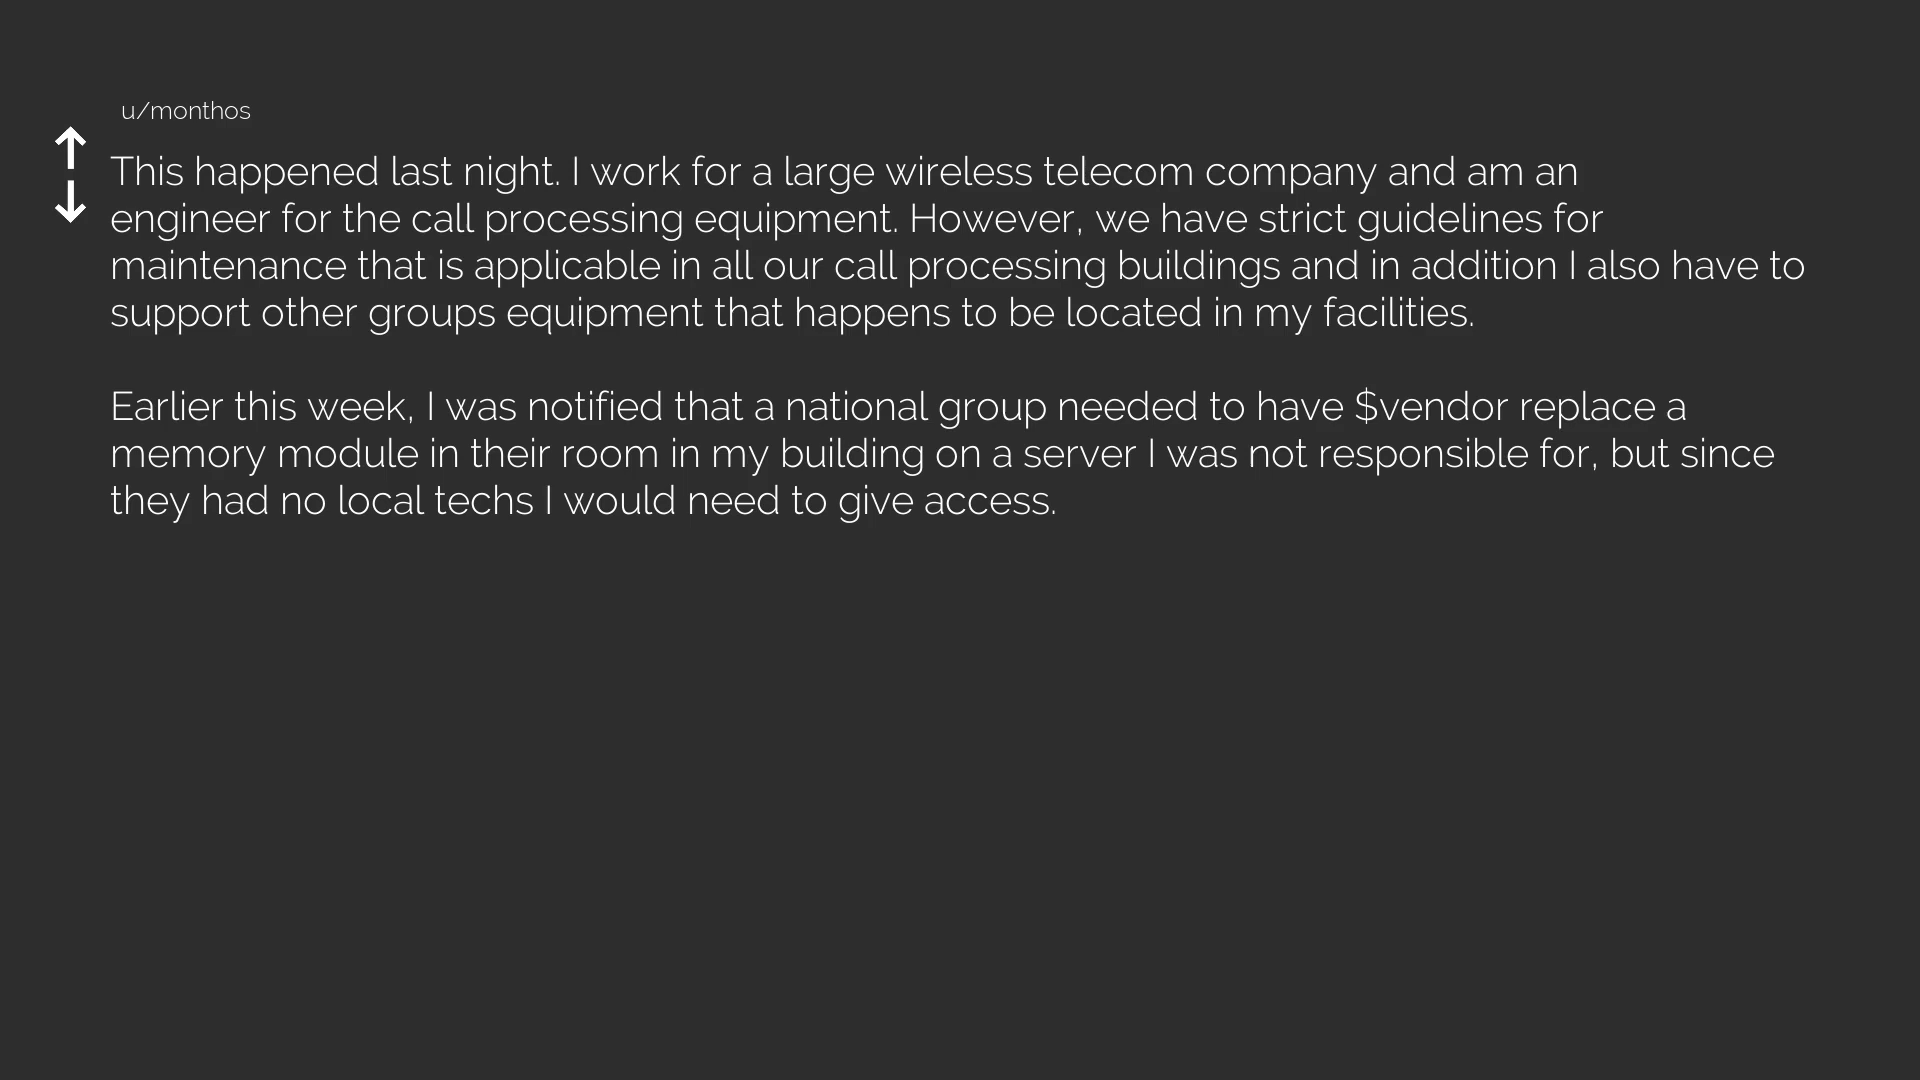 u/monthos
This happened last night. I work for a large wireless telecom company and am an
engineer for the call processing equipment. However, we have strict guidelines for
maintenance that is applicable in all our call processing buildings and in addition I also have to
support other groups equipment that happens to be located in my facilities.
Earlier this week, I was notified that a national group needed to have $vendor replace a
memory module in their room in my building on a server I was not responsible for, but since
they had no local techs I would need to give access.